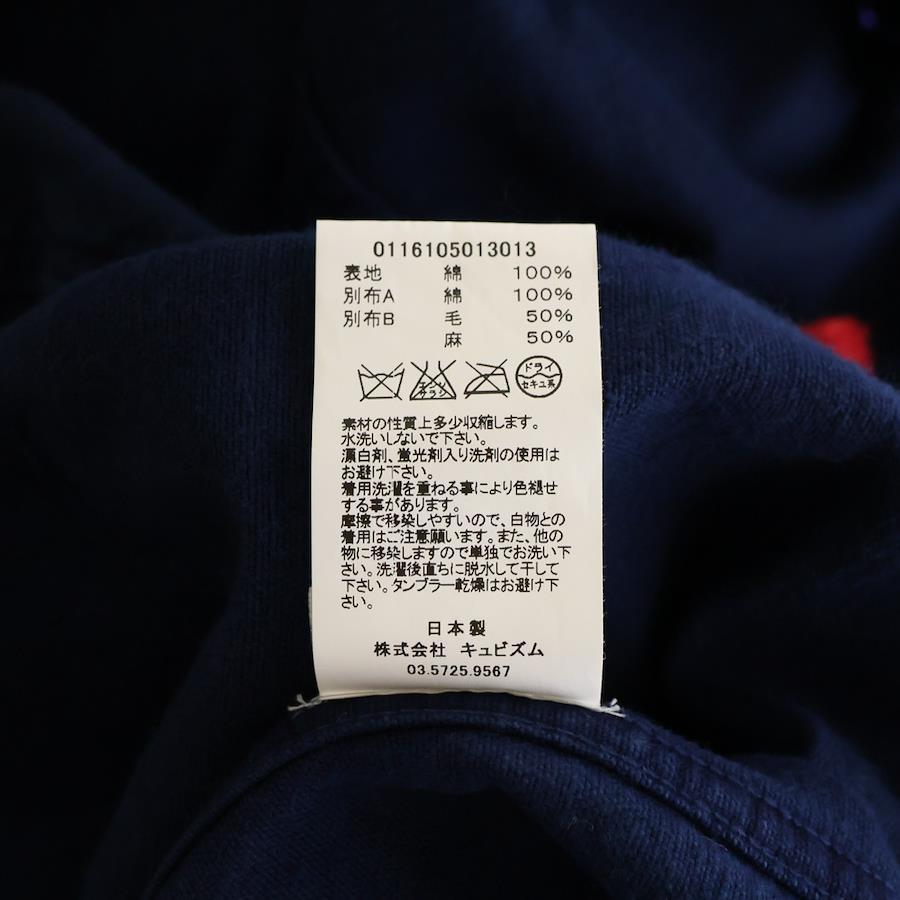 0116105013013
表地 綿 100%
別布A 綿 100%
別布B 毛 50%
麻 50%
エンソ サラシ ドライ セキユ系
素材の性質上多少収縮します。
水洗いしないで下さい。
漂白剤、蛍光剤入り洗剤の使用は
お避け下さい。
着用洗濯を重ねる事により色褪せ
する事があります。
摩擦で移染しやすいので、白物との
着用はご注意願います。また、他の
物に移染しますので単独でお洗い下
さい。洗濯後直ちに脱水して干して
下さい。タンブラー乾燥はお避け下
さい。
日本製
株式会社 キュビズム
03.5725.9567